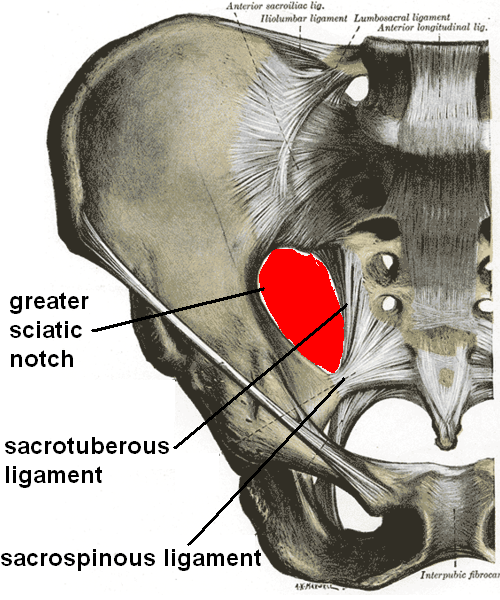 Anterior sacroiliac lig.
Iliolumbar ligament
Lumbosacral ligament
Anterior longitudinal lig.
greater
sciatic
notch
sacrotuberous
ligament
sacrospinous ligament
Interpubic fibrocar
A.K.MAXWELL